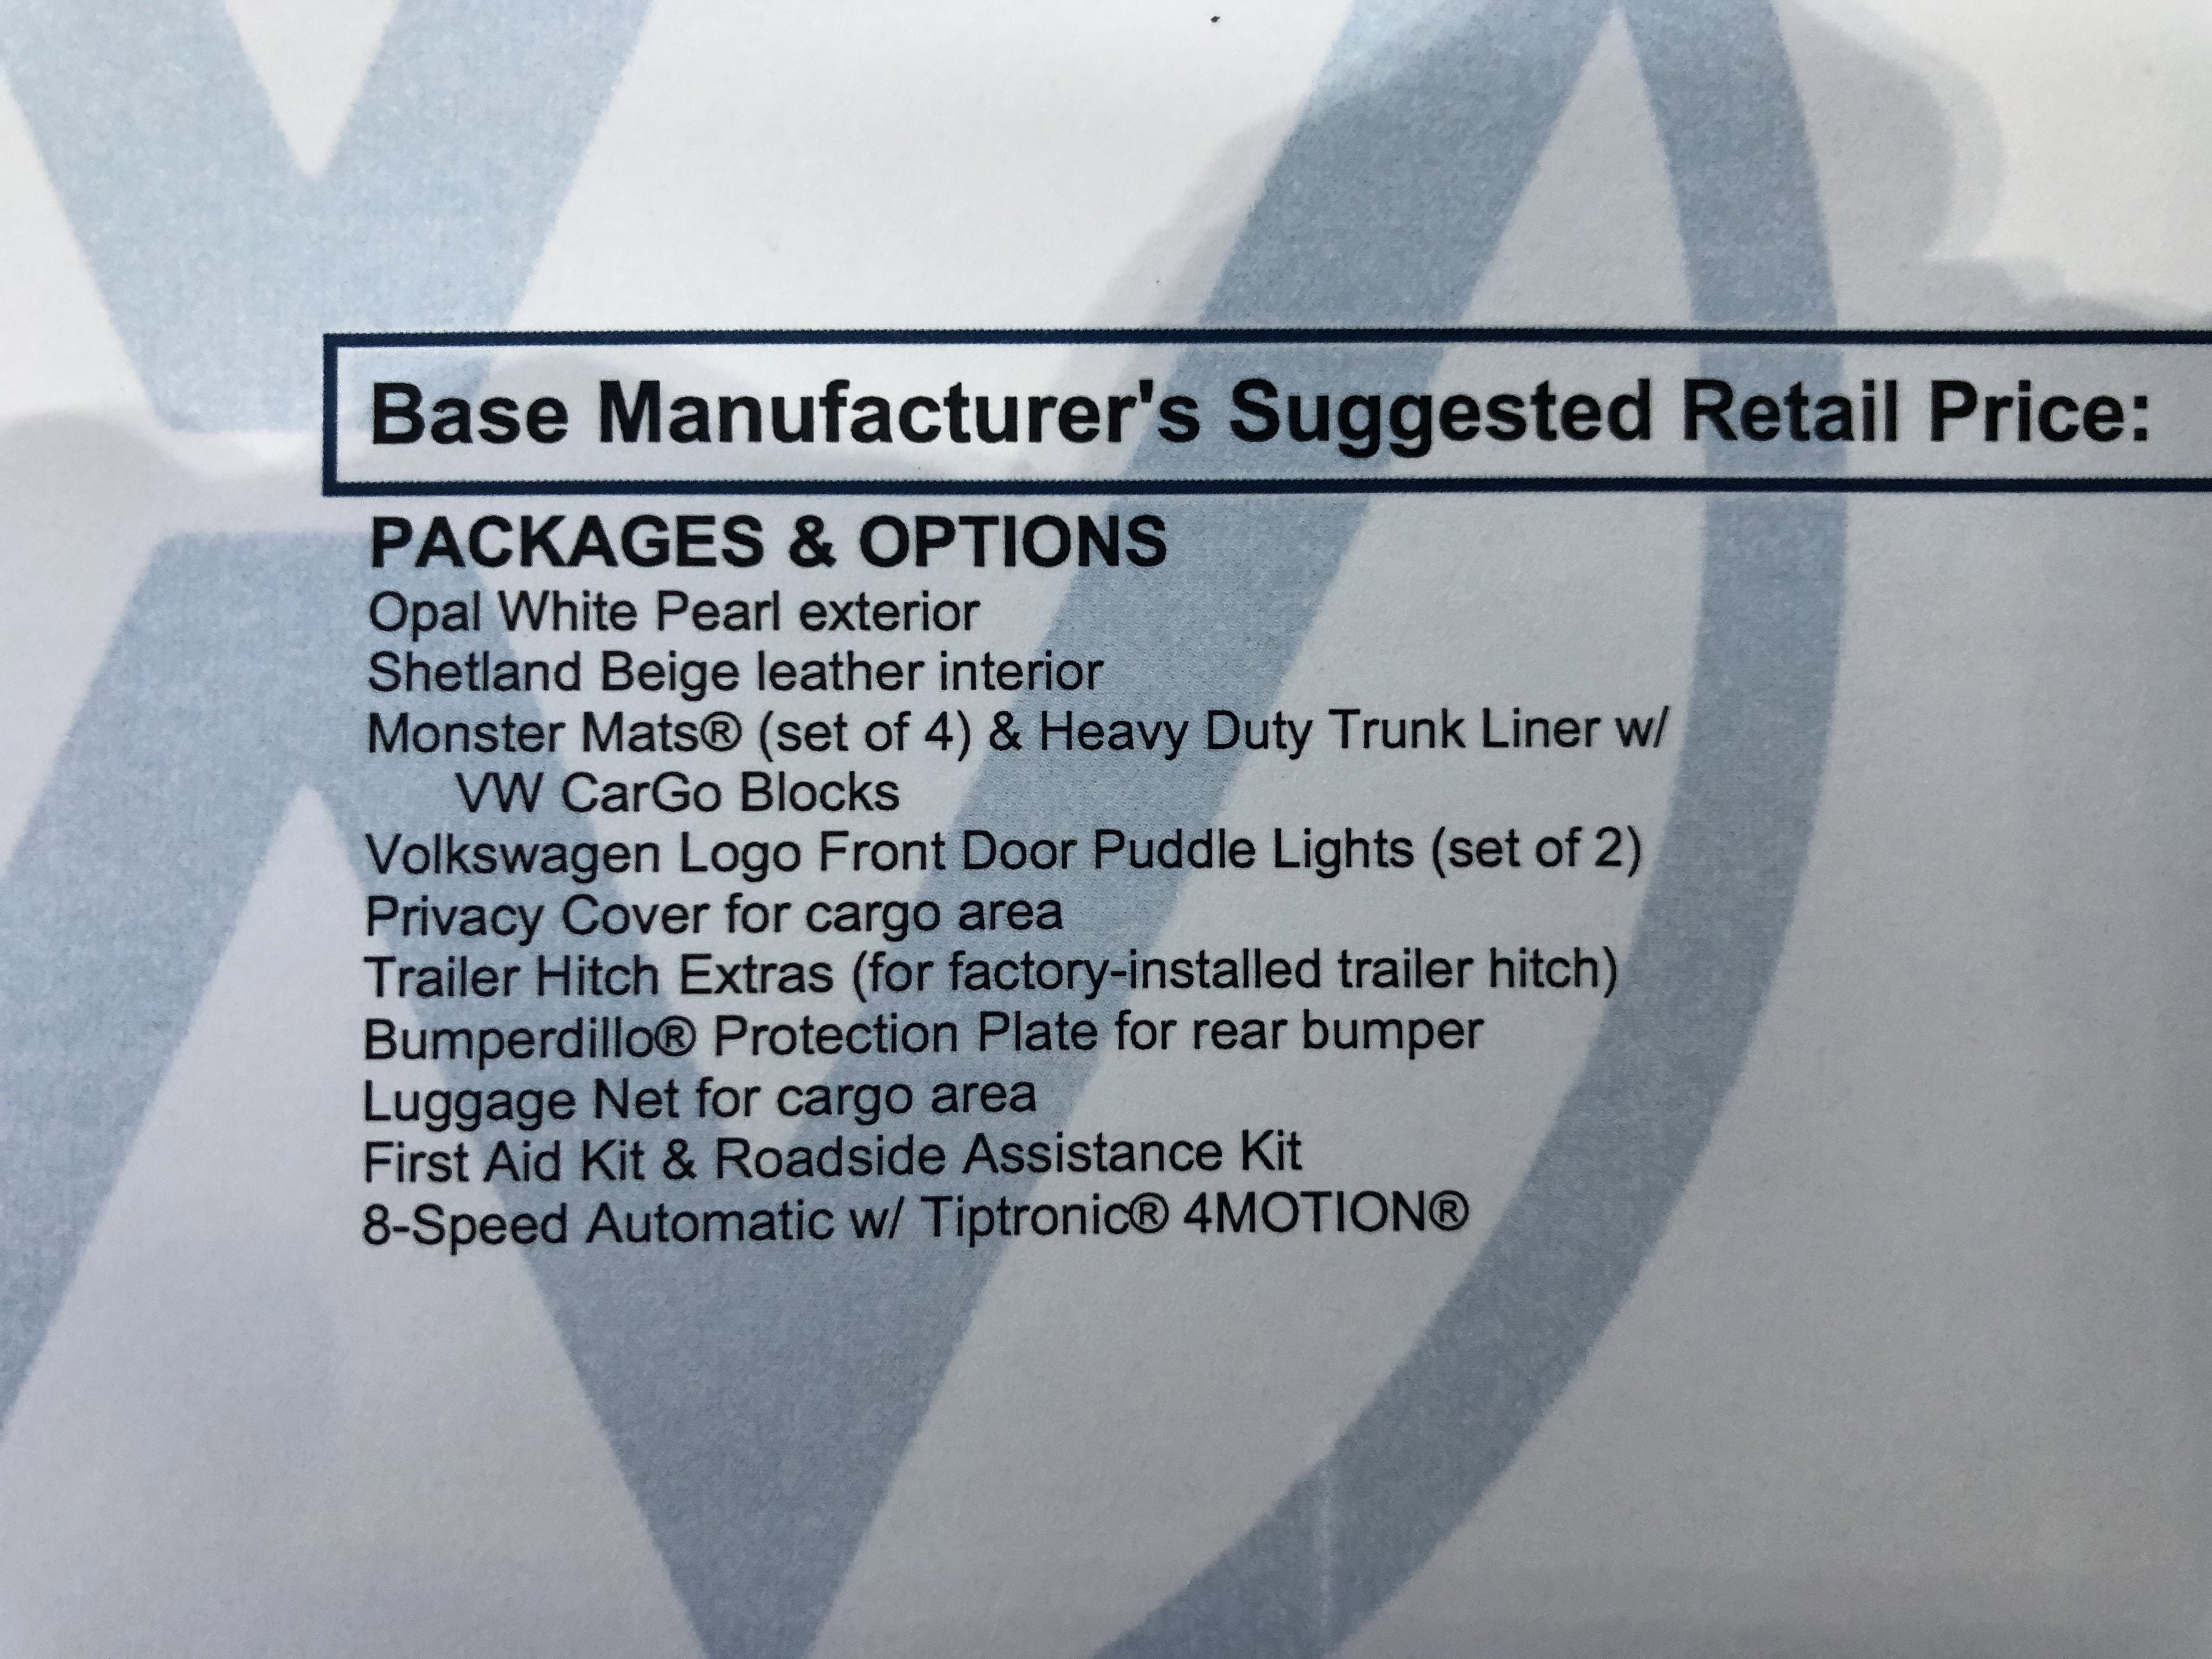 Base Manufacturer's Suggested Retail Price:
PACKAGES & OPTIONS
Opal White Pearl exterior
Shetland Beige leather interior
Monster Mats® (set of 4) & Heavy Duty Trunk Liner w/
VW CarGo Blocks
Volkswagen Logo Front Door Puddle Lights (set of 2)
Privacy Cover for cargo area
Trailer Hitch Extras (for factory-installed trailer hitch)
Bumperdillo® Protection Plate for rear bumper
Luggage Net for cargo area
First Aid Kit & Roadside Assistance Kit
8-Speed Automatic w/ Tiptronic® 4MOTION®